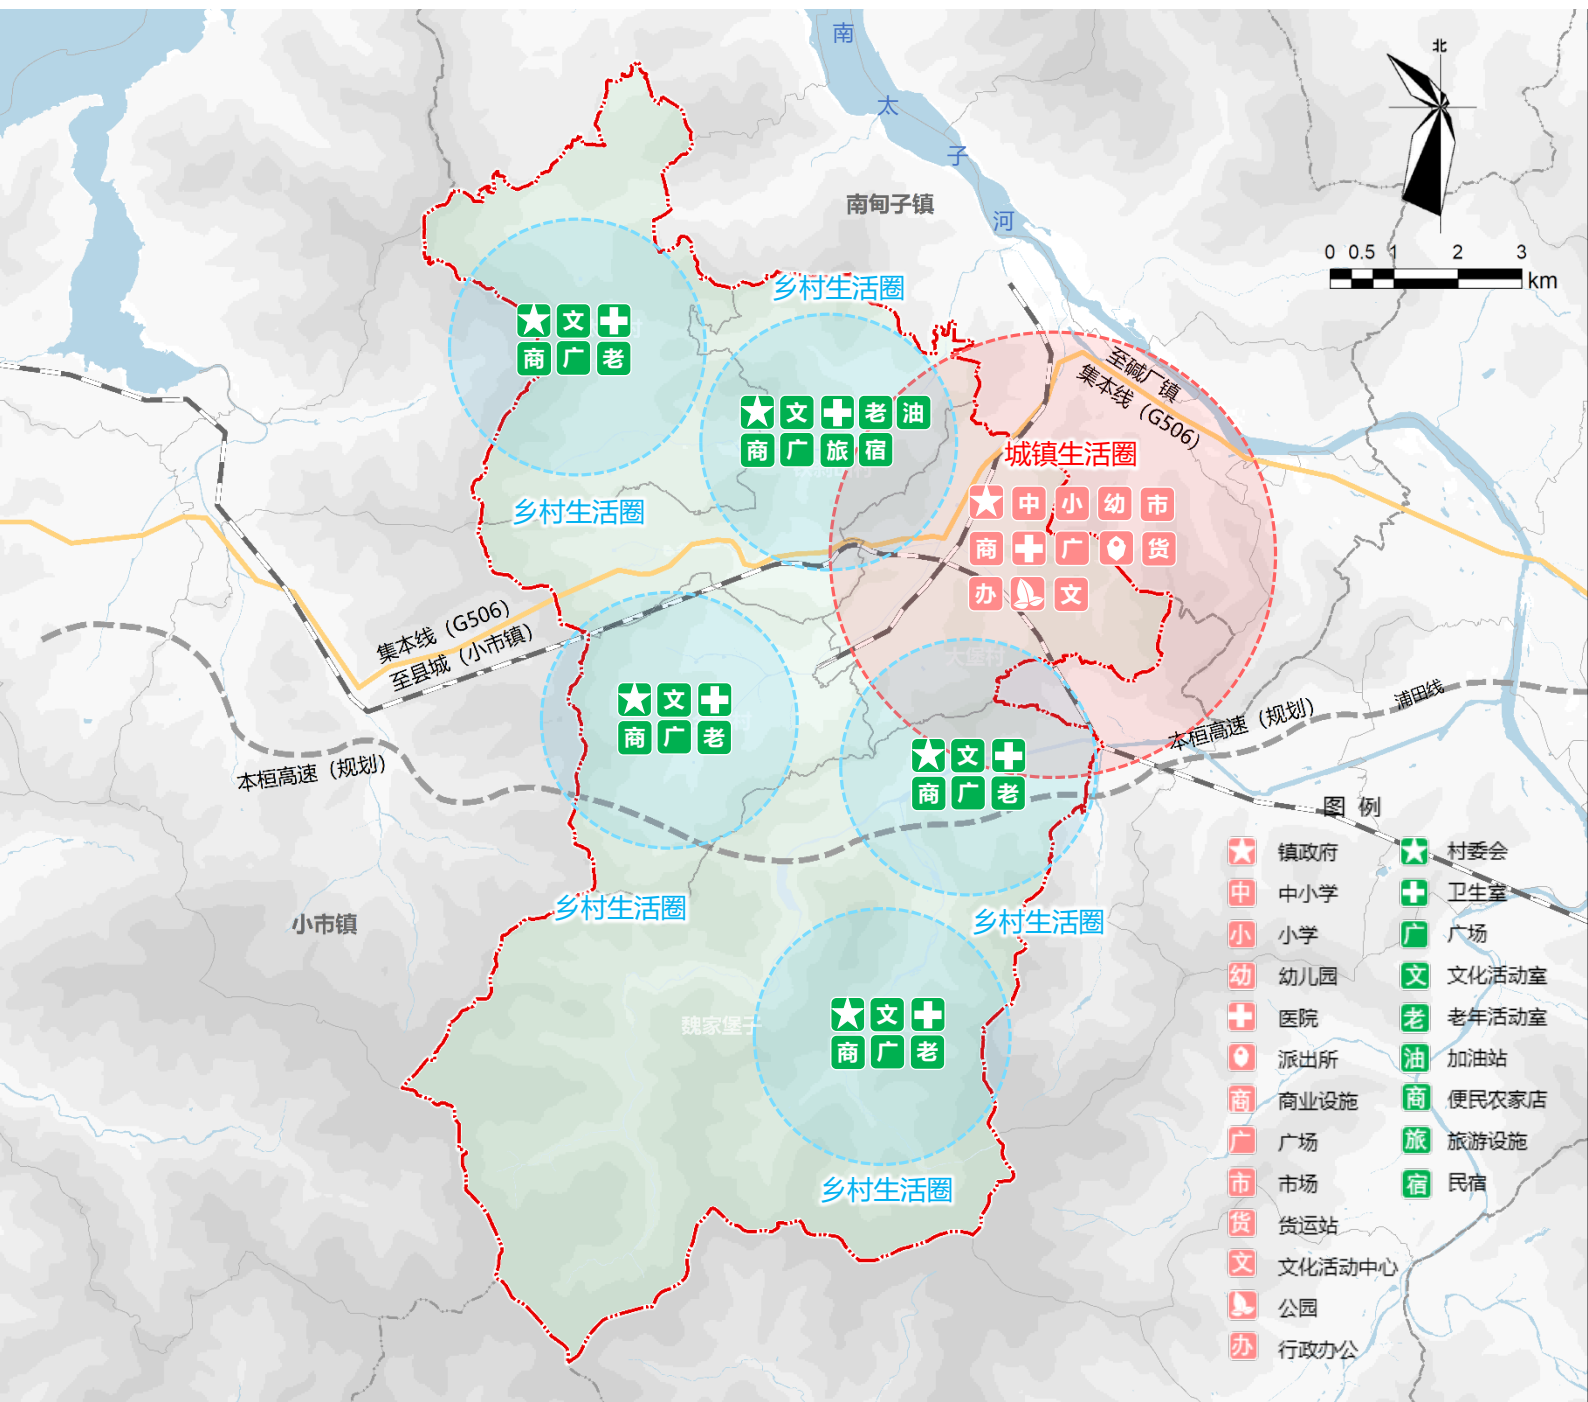 南
太
子
河
北
南甸子镇
0 0.5 1 2 3
km
乡村生活圈
文
商 广 老
至碱厂镇
集本线（G506）
文 老 油
商 广 旅 宿
城镇生活圈
中 小 幼 市
商 广 货
办 文
乡村生活圈
集本线（G506）
至县城（小市镇）
大堡村
文
商 广 老
村
浦田线
本桓高速（规划）
本桓高速（规划）
文
商 广 老
小市镇
乡村生活圈
乡村生活圈
魏家堡子
文
商 广 老
乡村生活圈
图 例
镇政府
中 中小学
小 小学
幼 幼儿园
医院
派出所
商 商业设施
广 广场
市 市场
货 货运站
文 文化活动中心
公园
办 行政办公
村委会
卫生室
广 广场
文 文化活动室
老 老年活动室
油 加油站
商 便民农家店
旅 旅游设施
宿 民宿